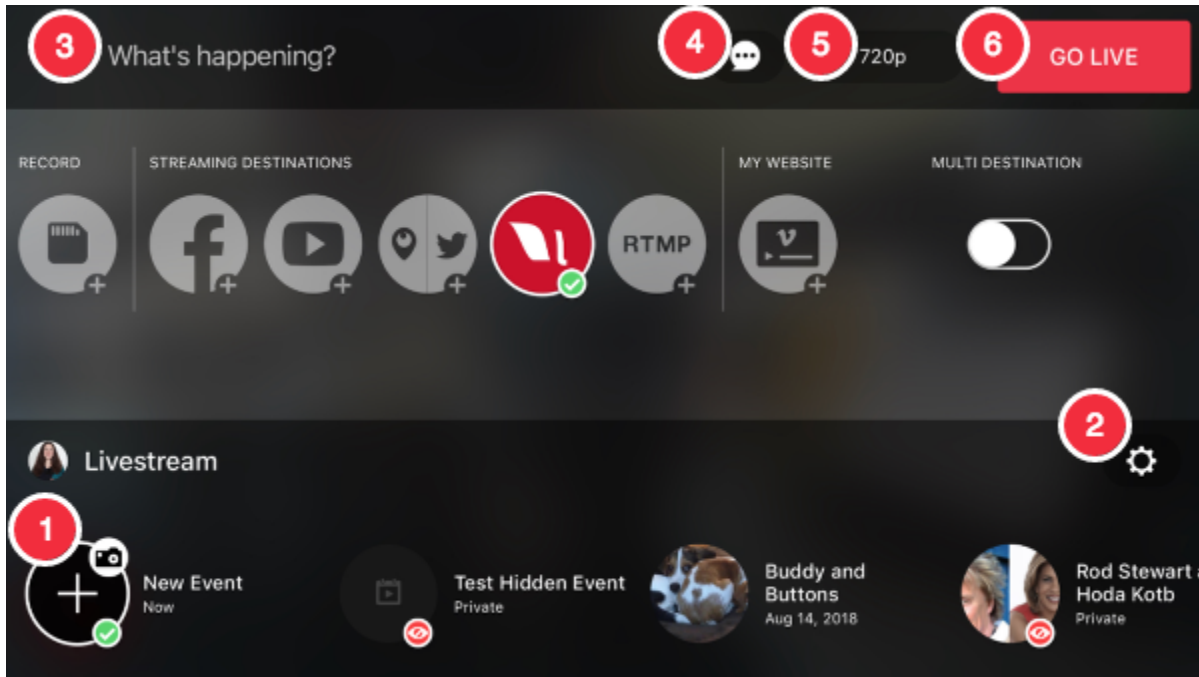 3 What's happening? 4 5 720p 6 GO LIVE
RECORD STREAMING DESTINATIONS MY WEBSITE MULTI DESTINATION
RTMP
2
Livestream
1
New Event
Now
Test Hidden Event
Private
Buddy and
Buttons
Aug 14, 2018
Rod Stewart
Hoda Kotb
Private